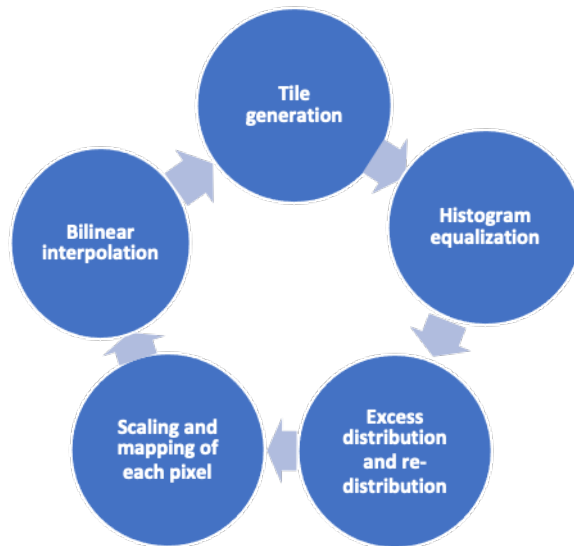 Tile
generation
Histogram
equalization
Excess
distribution
and re-
distribution
Scaling and
mapping of
each pixel
Bilinear
interpolation